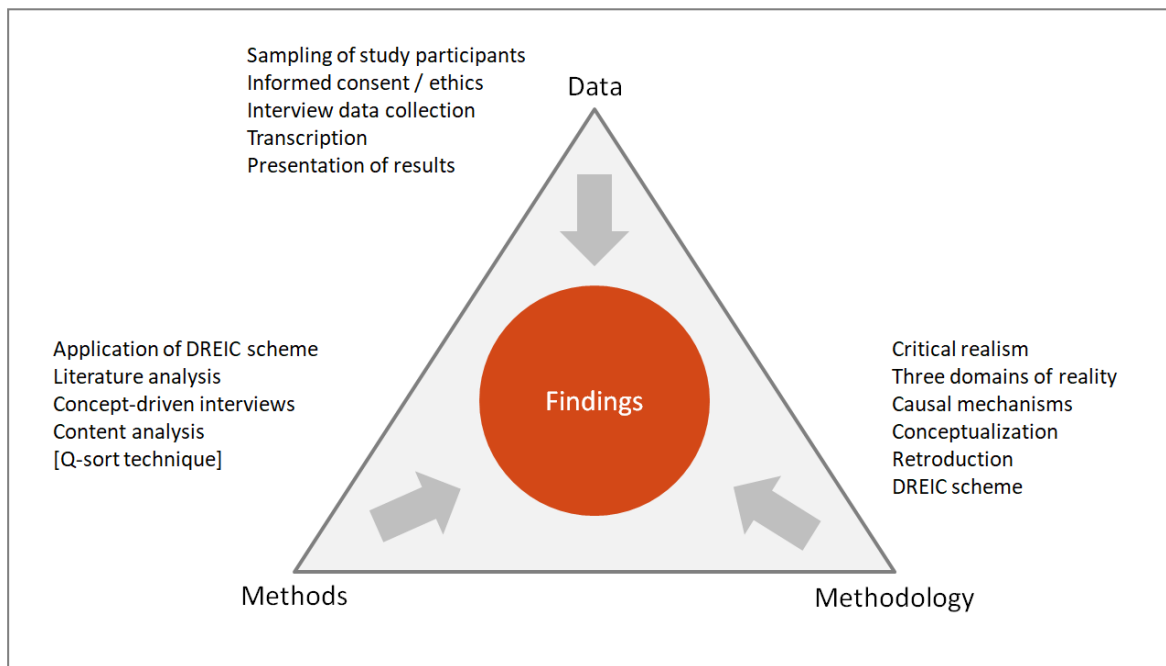 Sampling of study participants
Informed consent / ethics
Interview data collection
Transcription
Presentation of results
Data
Application of DREIC scheme
Literature analysis
Concept-driven interviews
Content analysis
[Q-sort technique]
Findings
Critical realism
Three domains of reality
Causal mechanisms
Conceptualization
Retroduction
DREIC scheme
Methods
Methodology